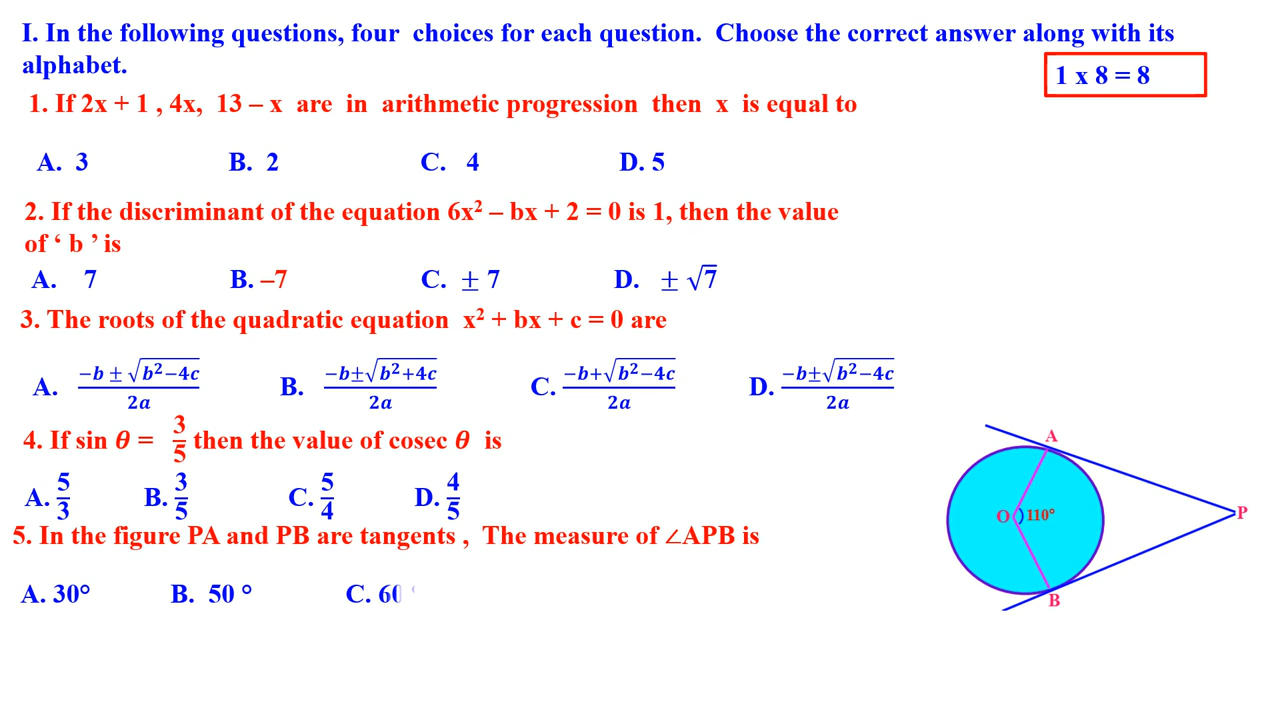 I. In the following questions, four choices for each question. Choose the correct answer along with its
alphabet.
1 x 8 = 8
1. If 2x + 1 , 4x, 13 – x are in arithmetic progression then x is equal to
A. 3 B. 2 C. 4 D. 5
2. If the discriminant of the equation 6x² – bx + 2 = 0 is 1, then the value
of ‘ b ’ is
A. 7 B. –7 C. ± 7 D. ± √7
3. The roots of the quadratic equation x² + bx + c = 0 are
A. (−b ± √(b²−4c))/2a B. (−b±√(b²+4c))/2a C. (−b+√(b²−4c))/2a D. (−b±√(b²−4c))/2a
4. If sin θ = 3/5 then the value of cosec θ is
A. 5/3 B. 3/5 C. 5/4 D. 4/5
5. In the figure PA and PB are tangents , The measure of ∠APB is
A. 30° B. 50 ° C. 60
A
O 110° P
B